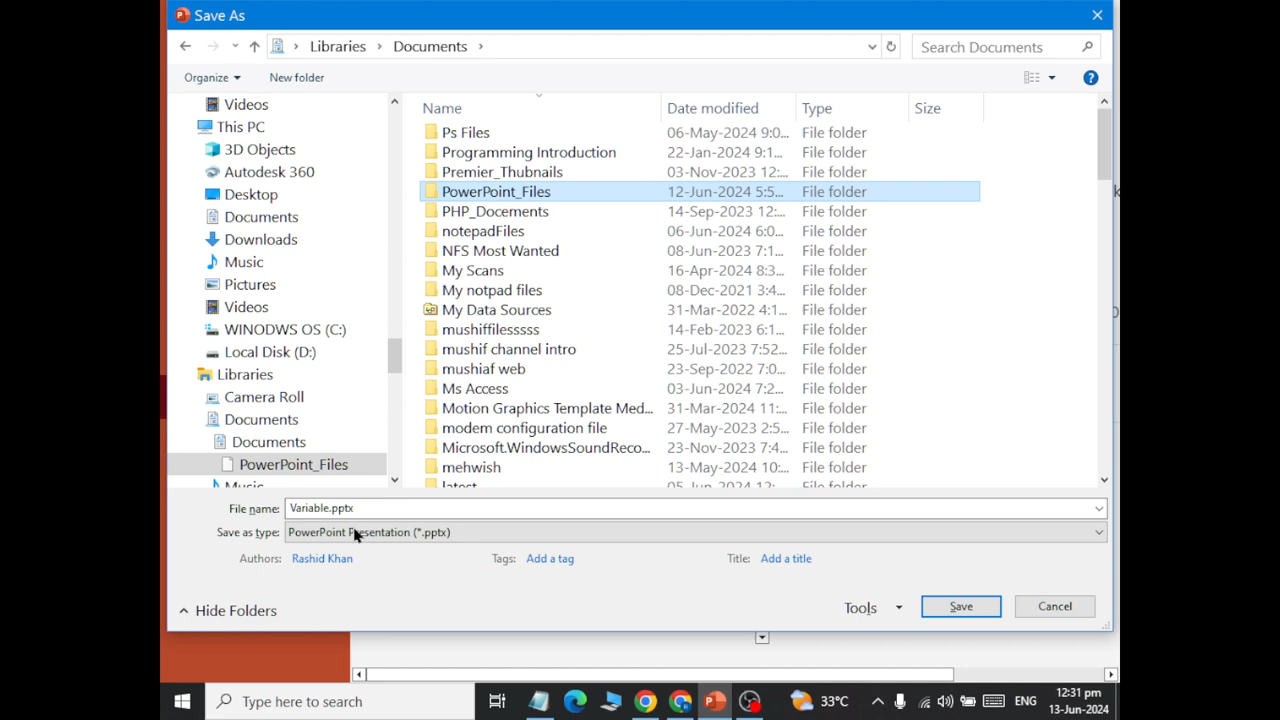 Save As
Libraries > Documents >
Search Documents
Organize
New folder
Name Date modified Type Size
Videos
This PC
3D Objects
Autodesk 360
Desktop
Documents
Downloads
Music
Pictures
Videos
WINODWS OS (C:)
Local Disk (D:)
Libraries
Camera Roll
Documents
Documents
PowerPoint_Files
Music
Ps Files 06-May-2024 9:0... File folder
Programming Introduction 22-Jan-2024 9:1... File folder
Premier_Thubnails 03-Nov-2023 12:... File folder
PowerPoint_Files 12-Jun-2024 5:5... File folder
PHP_Docements 14-Sep-2023 12:... File folder
notepadFiles 06-Jun-2024 6:0... File folder
NFS Most Wanted 08-Jun-2023 7:1... File folder
My Scans 16-Apr-2024 8:3... File folder
My notpad files 08-Dec-2021 3:4... File folder
My Data Sources 31-Mar-2022 4:1... File folder
mushiffilesssss 14-Feb-2023 6:1... File folder
mushif channel intro 25-Jul-2023 7:52... File folder
mushiaf web 23-Sep-2022 7:0... File folder
Ms Access 03-Jun-2024 7:2... File folder
Motion Graphics Template Med... 31-Mar-2024 11:... File folder
modem configuration file 27-May-2023 2:5... File folder
Microsoft.WindowsSoundReco... 23-Nov-2023 7:4... File folder
mehwish 13-May-2024 10:... File folder
latest 05-Jun-2024 12:... File folder
File name: Variable.pptx
Save as type: PowerPoint Presentation (*.pptx)
Authors: Rashid Khan Tags: Add a tag Title: Add a title
Hide Folders
Tools Save Cancel
Type here to search
33°C
ENG
12:31 pm
13-Jun-2024